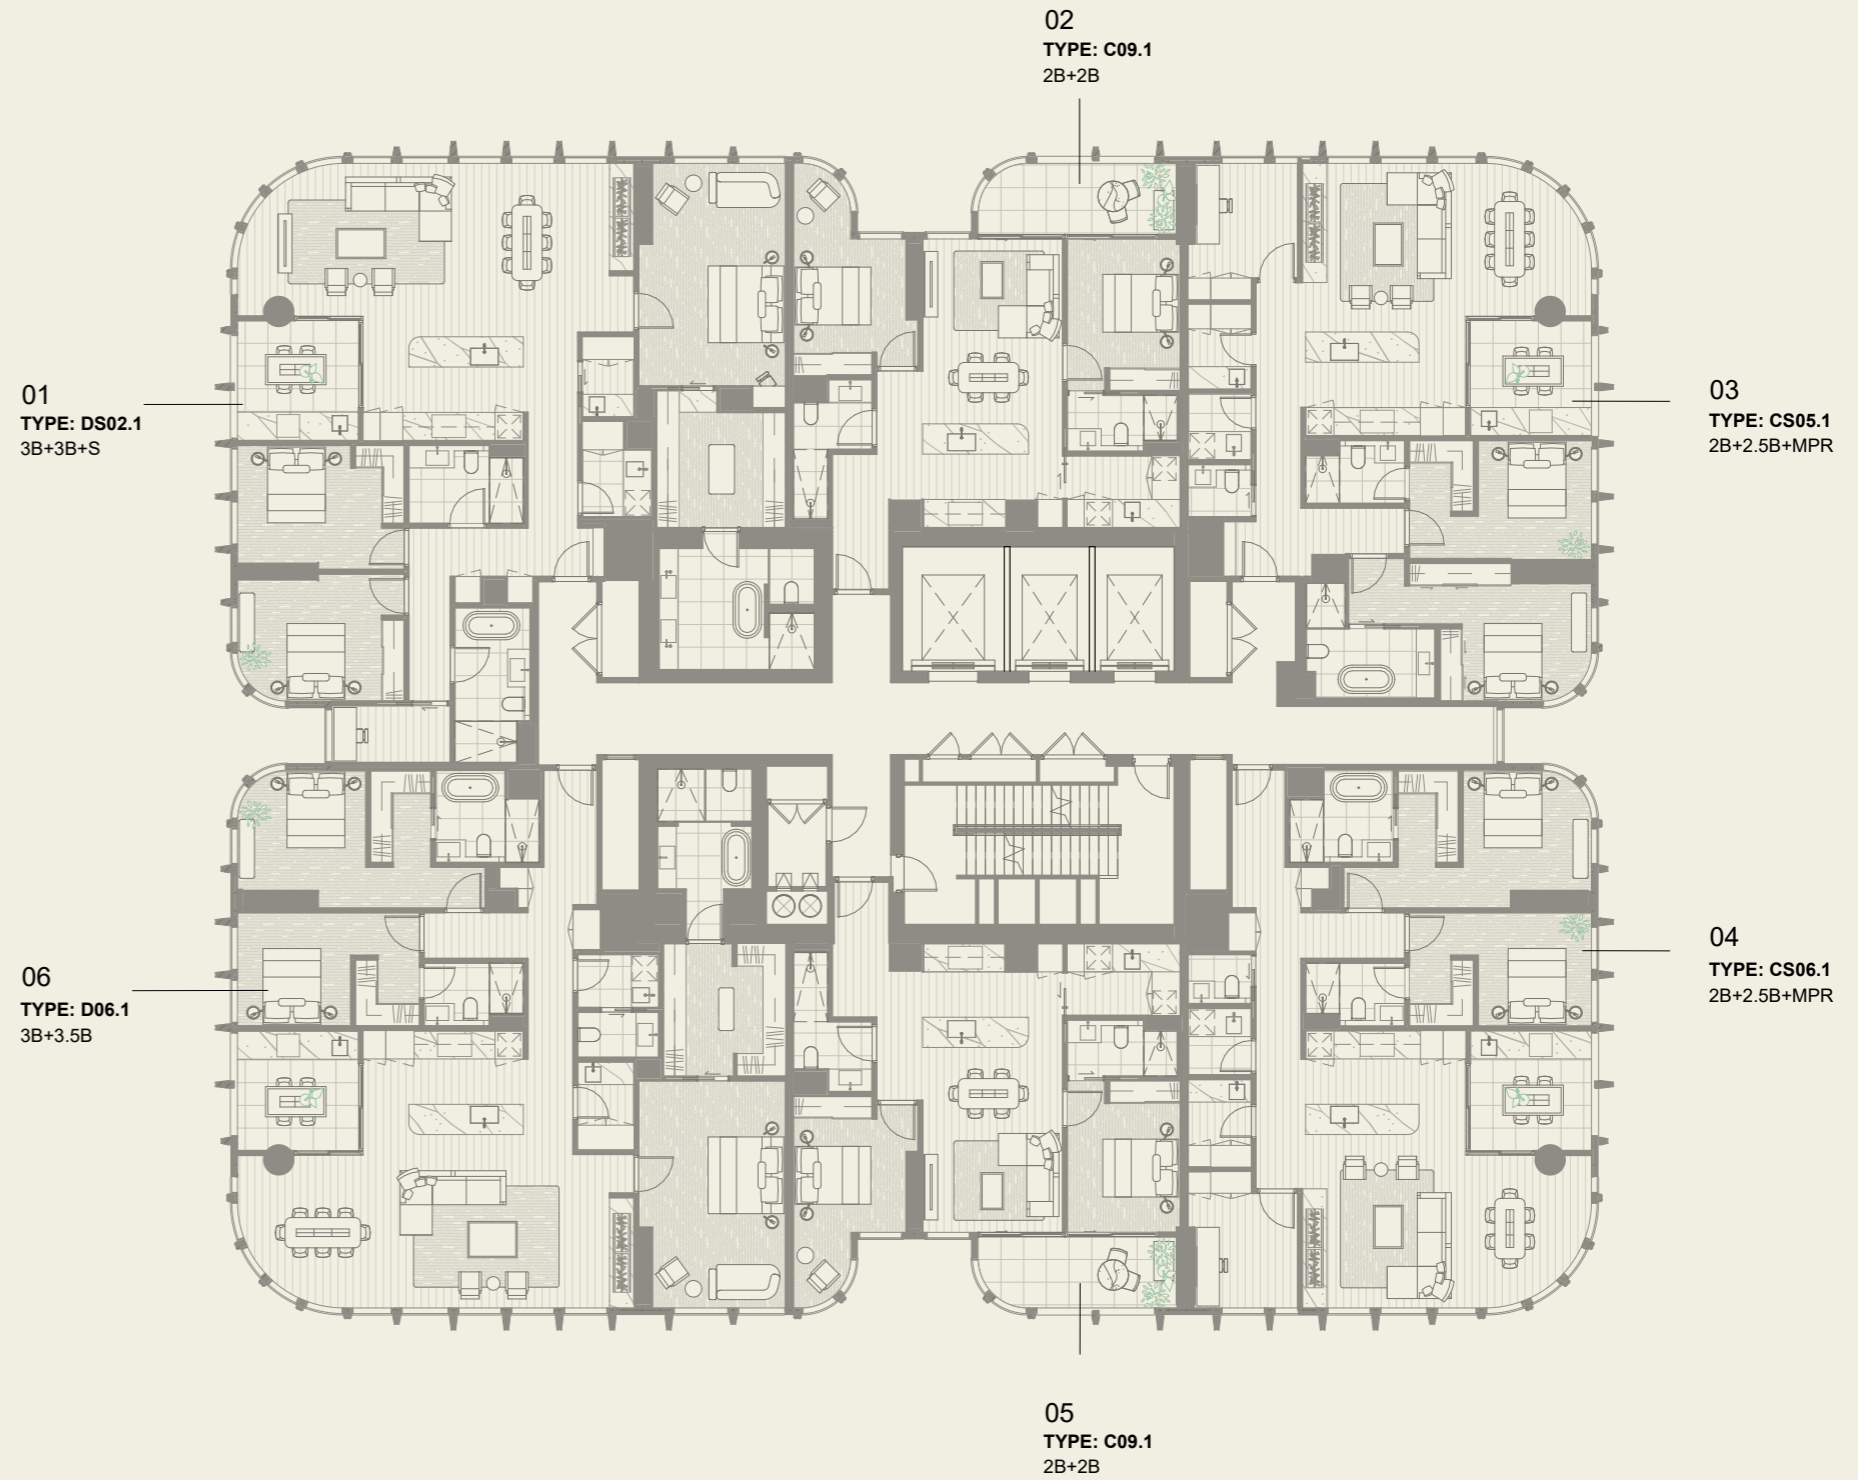 02
TYPE: C09.1
2B+2B
01
TYPE: DS02.1
3B+3B+S
03
TYPE: CS05.1
2B+2.5B+MPR
04
TYPE: CS06.1
2B+2.5B+MPR
06
TYPE: D06.1
3B+3.5B
05
TYPE: C09.1
2B+2B